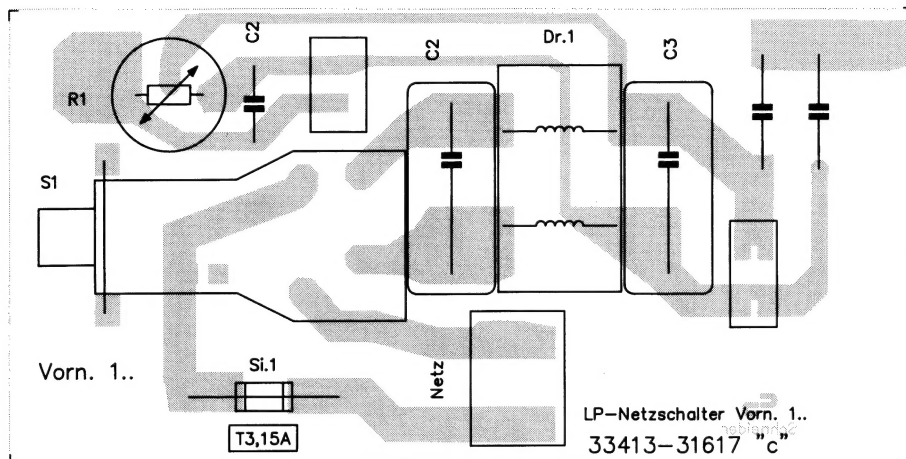 C2
C2
Dr.1
C3
R1
S1
Vorn. 1..
Si.1
T3,15A
Netz
LP-Netzschalter Vorn. 1..
Schneider
33413-31617 "c"